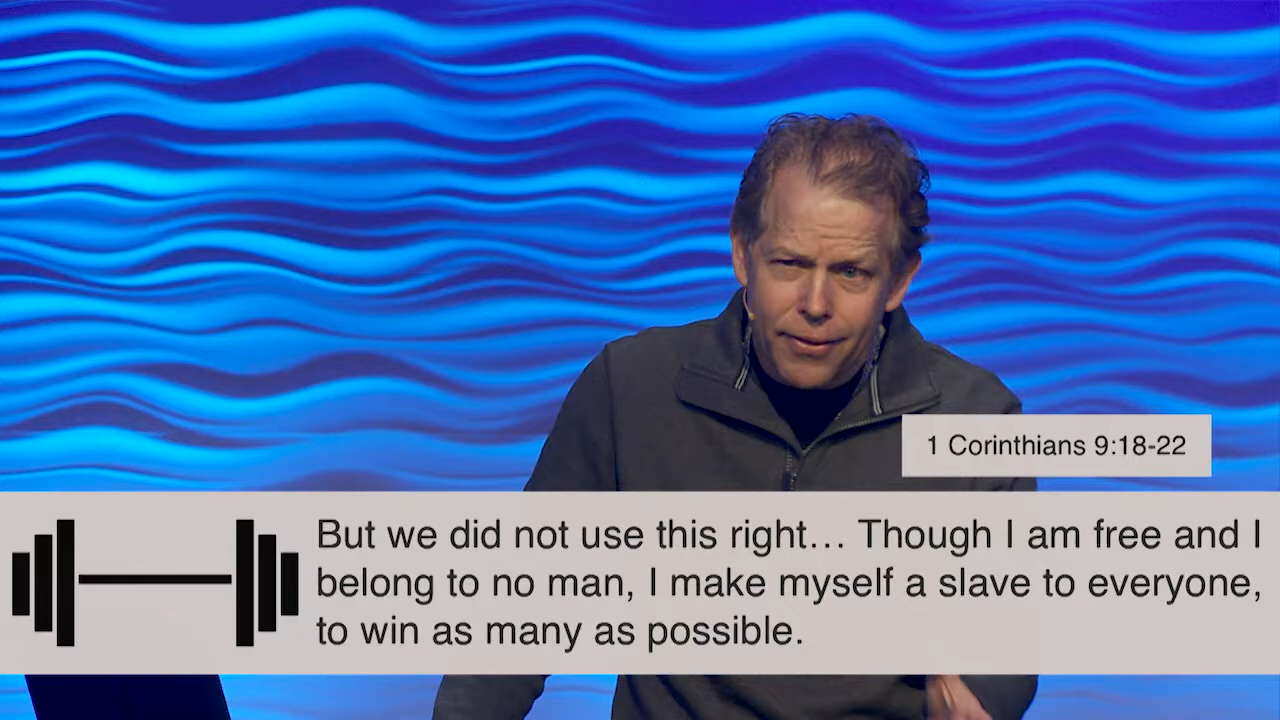 1 Corinthians 9:18-22
But we did not use this right… Though I am free and I
belong to no man, I make myself a slave to everyone,
to win as many as possible.